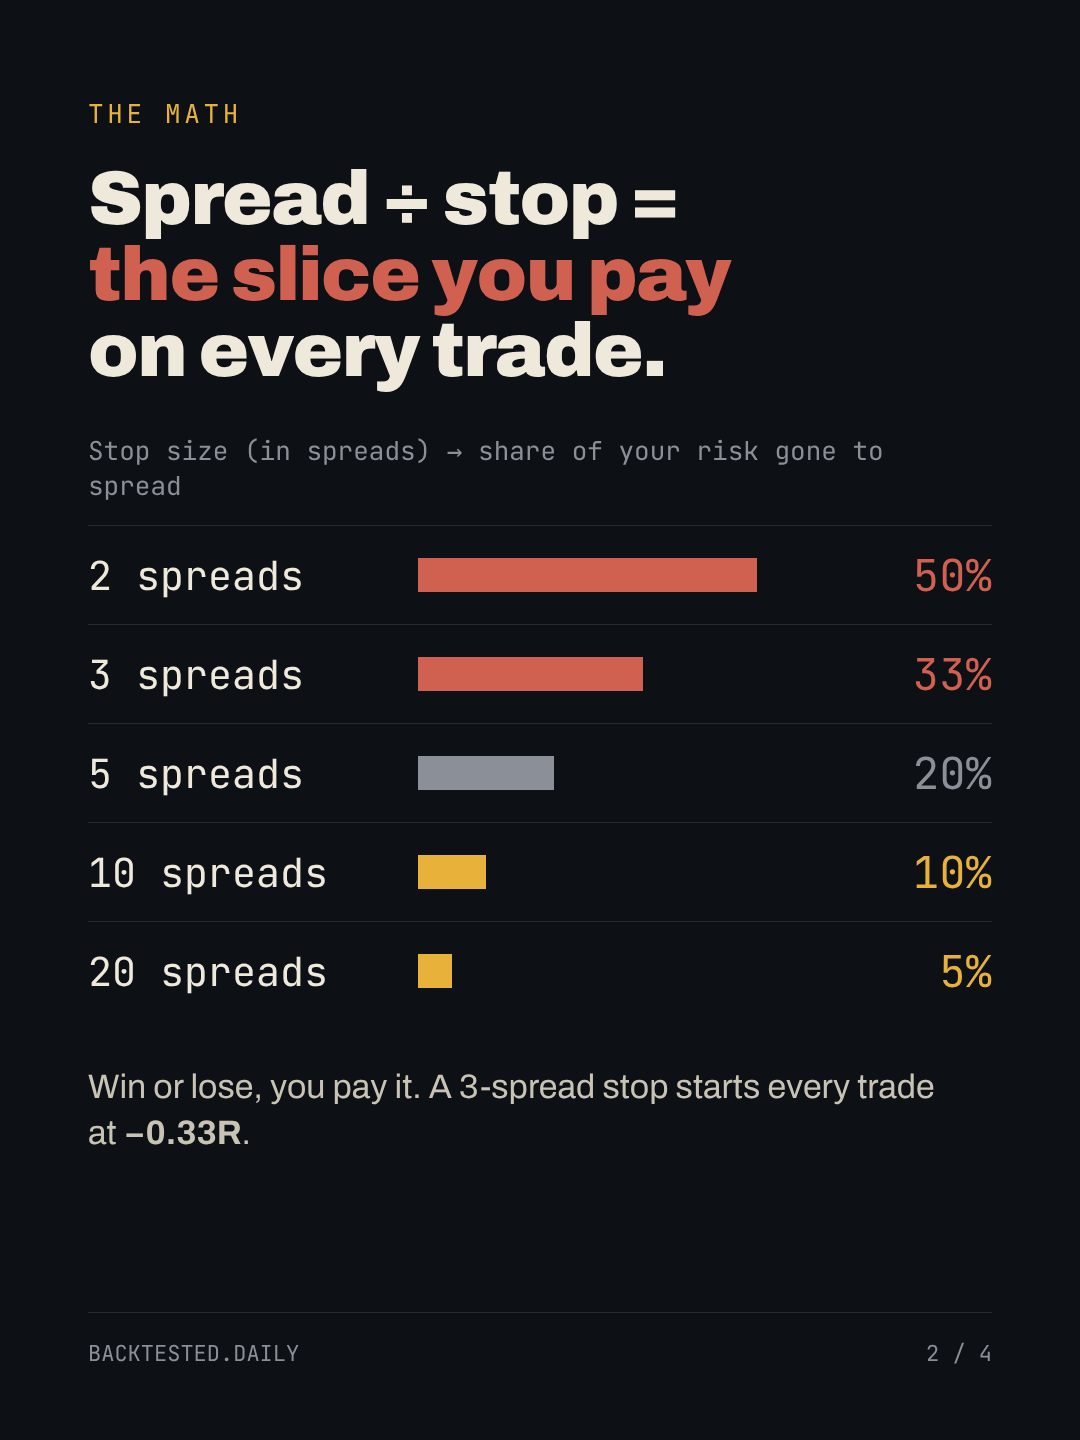 THE MATH
Spread ÷ stop =
the slice you pay
on every trade.
Stop size (in spreads) → share of your risk gone to
spread
2 spreads 50%
3 spreads 33%
5 spreads 20%
10 spreads 10%
20 spreads 5%
Win or lose, you pay it. A 3-spread stop starts every trade
at −0.33R.
BACKTESTED.DAILY 2 / 4